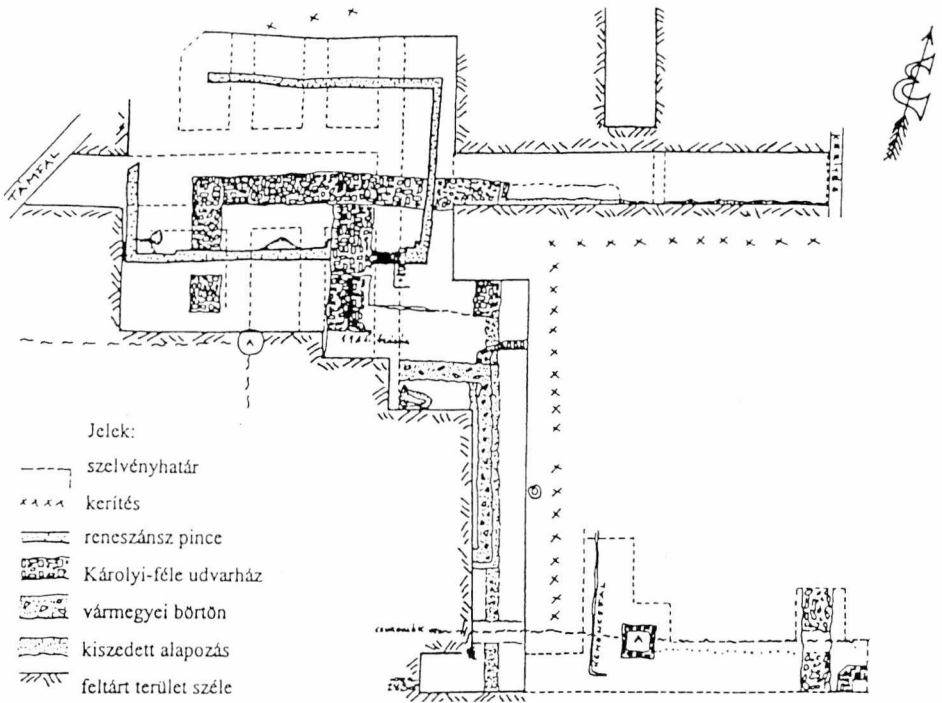 TÁMFAL
Jelek:
szelvényhatár
kerítés
reneszánsz pince
Károlyi-féle udvarház
vármegyei börtön
kiszedett alapozás
feltárt terület széle